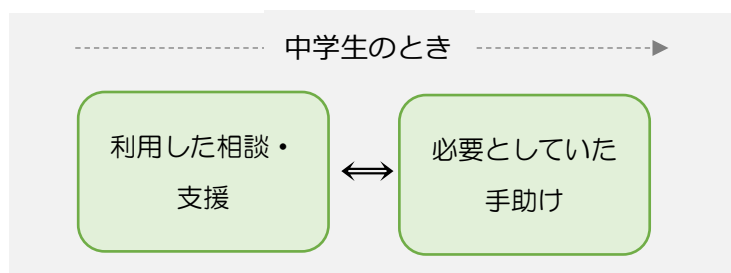 中学生のとき
利用した相談・
支援
必要としていた
手助け